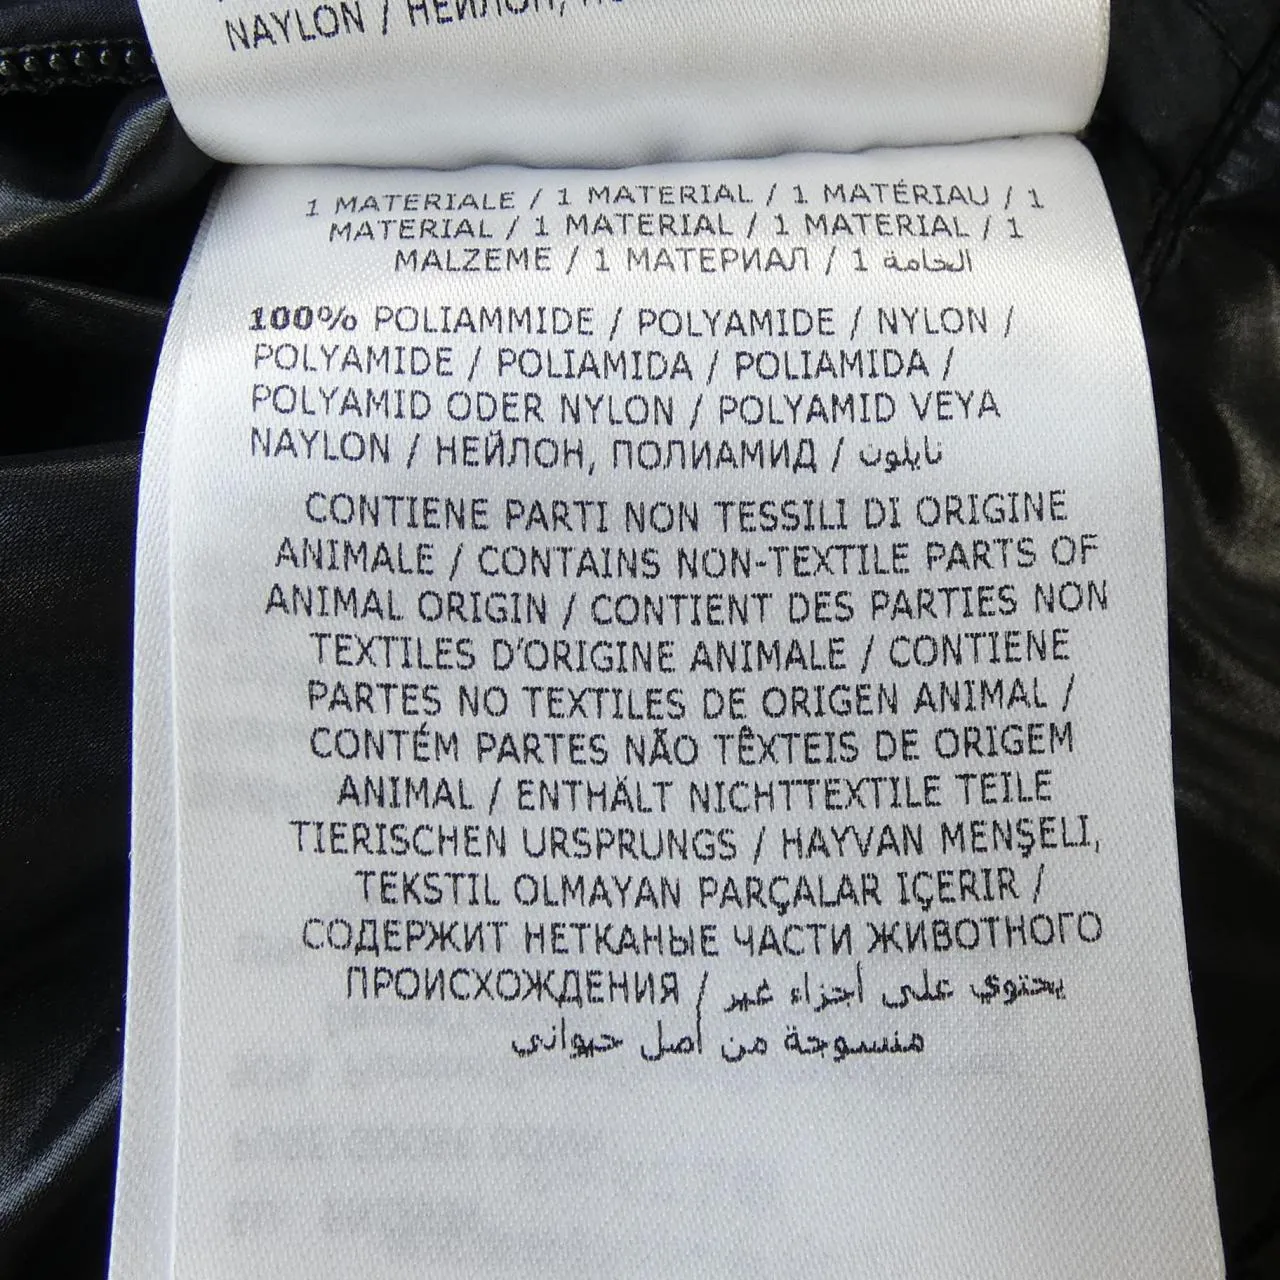 NAYLON / НЕЙЛОН,
1 MATERIALE / 1 MATERIAL / 1 MATÉRIAU / 1
MATERIAL / 1 MATERIAL / 1 MATERIAL / 1
MALZEME / 1 МАТЕРИАЛ / 1 الخامة
100% POLIAMMIDE / POLYAMIDE / NYLON /
POLYAMIDE / POLIAMIDA / POLIAMIDA /
POLYAMID ODER NYLON / POLYAMID VEYA
NAYLON / НЕЙЛОН, ПОЛИАМИД / نايلون
CONTIENE PARTI NON TESSILI DI ORIGINE
ANIMALE / CONTAINS NON-TEXTILE PARTS OF
ANIMAL ORIGIN / CONTIENT DES PARTIES NON
TEXTILES D'ORIGINE ANIMALE / CONTIENE
PARTES NO TEXTILES DE ORIGEN ANIMAL /
CONTÉM PARTES NÃO TÊXTEIS DE ORIGEM
ANIMAL / ENTHÄLT NICHTTEXTILE TEILE
TIERISCHEN URSPRUNGS / HAYVAN MENŞELI,
TEKSTIL OLMAYAN PARÇALAR IÇERIR /
СОДЕРЖИТ НЕТКАНЫЕ ЧАСТИ ЖИВОТНОГО
ПРОИСХОЖДЕНИЯ / يحتوي على أجزاء غير
منسوجة من أصل حيواني